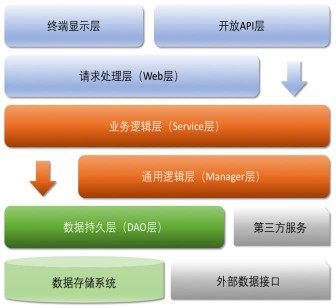 终端显示层
开放API层
请求处理层（Web层）
业务逻辑层（Service层）
通用逻辑层（Manager层）
数据持久层（DAO层）
第三方服务
数据存储系统
外部数据接口